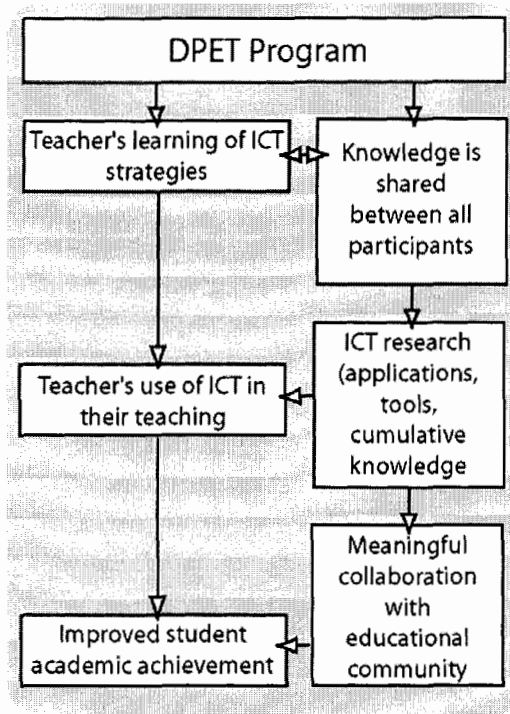 DPET Program
Teacher's learning of ICT
strategies
Knowledge is
shared
between all
participants
Teacher's use of ICT in
their teaching
ICT research
(applications,
tools,
cumulative
knowledge
Improved student
academic achievement
Meaningful
collaboration
with
educational
community